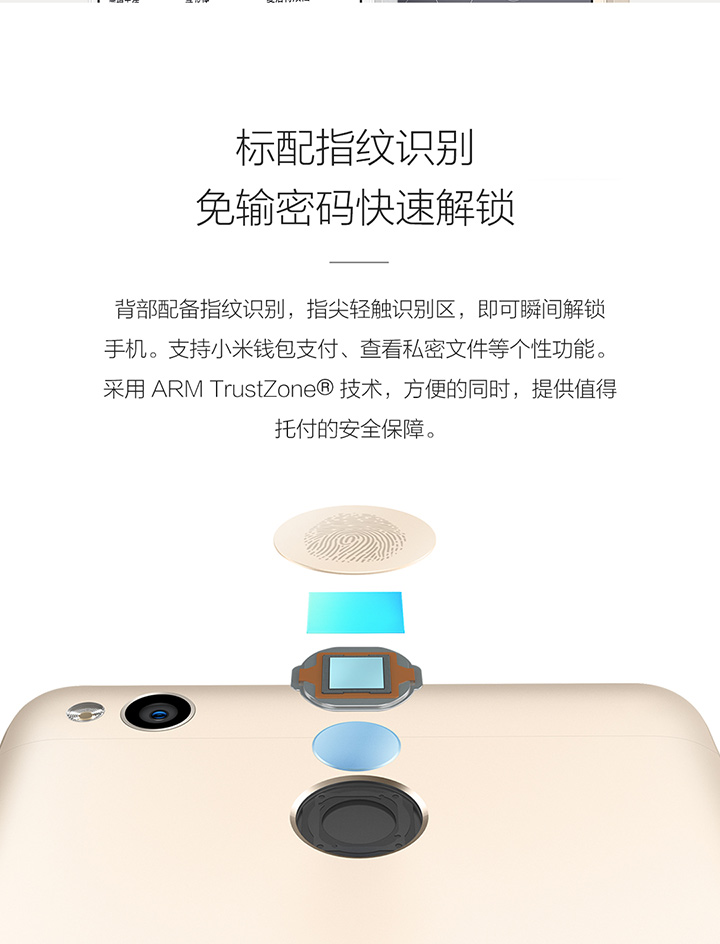 标配指纹识别
免输密码快速解锁
背部配备指纹识别，指尖轻触识别区，即可瞬间解锁
手机。支持小米钱包支付、查看私密文件等个性功能。
采用 ARM TrustZone® 技术，方便的同时，提供值得
托付的安全保障。